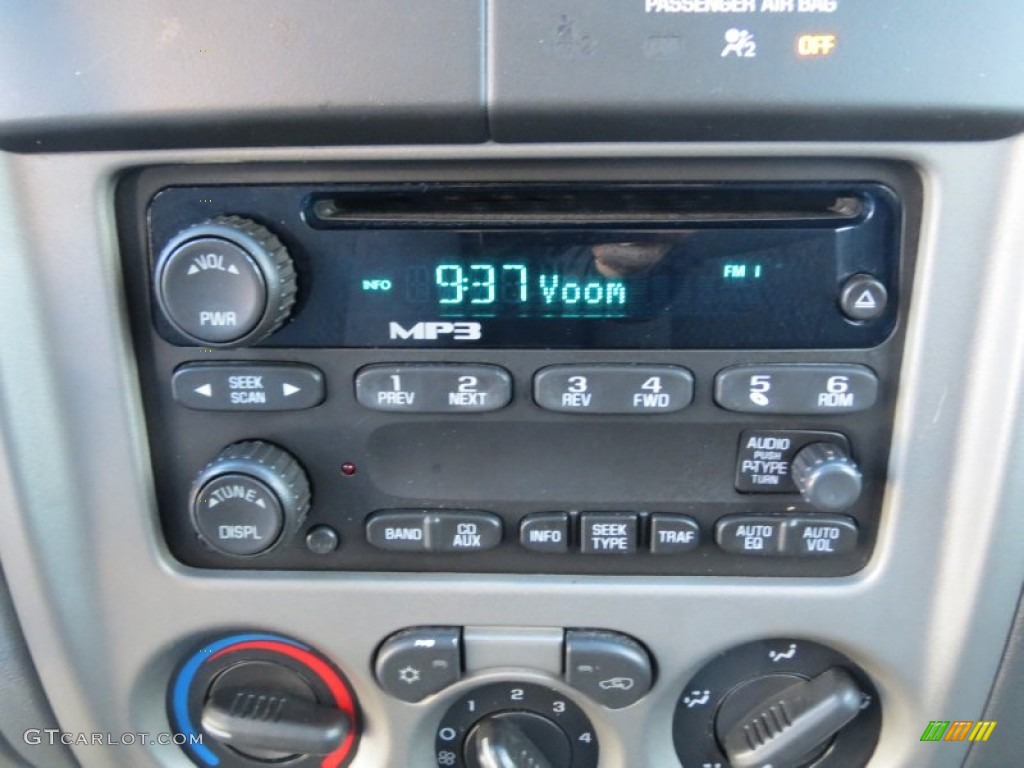 PASSENGER AIR BAG
2 OFF
VOL
PWR
INFO 9:37 Voom FM 1
MP3
SEEK
SCAN
1 2
PREV NEXT
3 4
REV FWD
5 6
RDM
AUDIO
PUSH
P-TYPE
TURN
TUNE
DISPL
BAND
CD
AUX
INFO
SEEK
TYPE
TRAF
AUTO
EQ
AUTO
VOL
0 1 2 3 4
GTCARLOT.COM